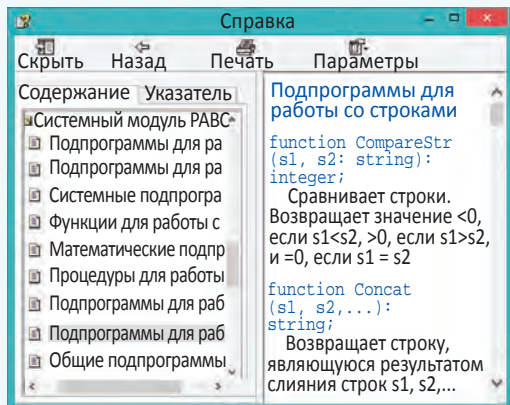 Справка
Скрыть Назад Печать Параметры
Содержание Указатель
Системный модуль PABC
Подпрограммы для ра
Подпрограммы для ра
Системные подпрогра
Функции для работы с
Математические подпр
Процедуры для работы
Подпрограммы для раб
Подпрограммы для раб
Общие подпрограммы
Подпрограммы для
работы со строками
function CompareStr
(s1, s2: string):
integer;
Сравнивает строки.
Возвращает значение <0,
если s1<s2, >0, если s1>s2,
и =0, если s1 = s2
function Concat
(s1, s2,...):
string;
Возвращает строку,
являющуюся результатом
слияния строк s1, s2,...